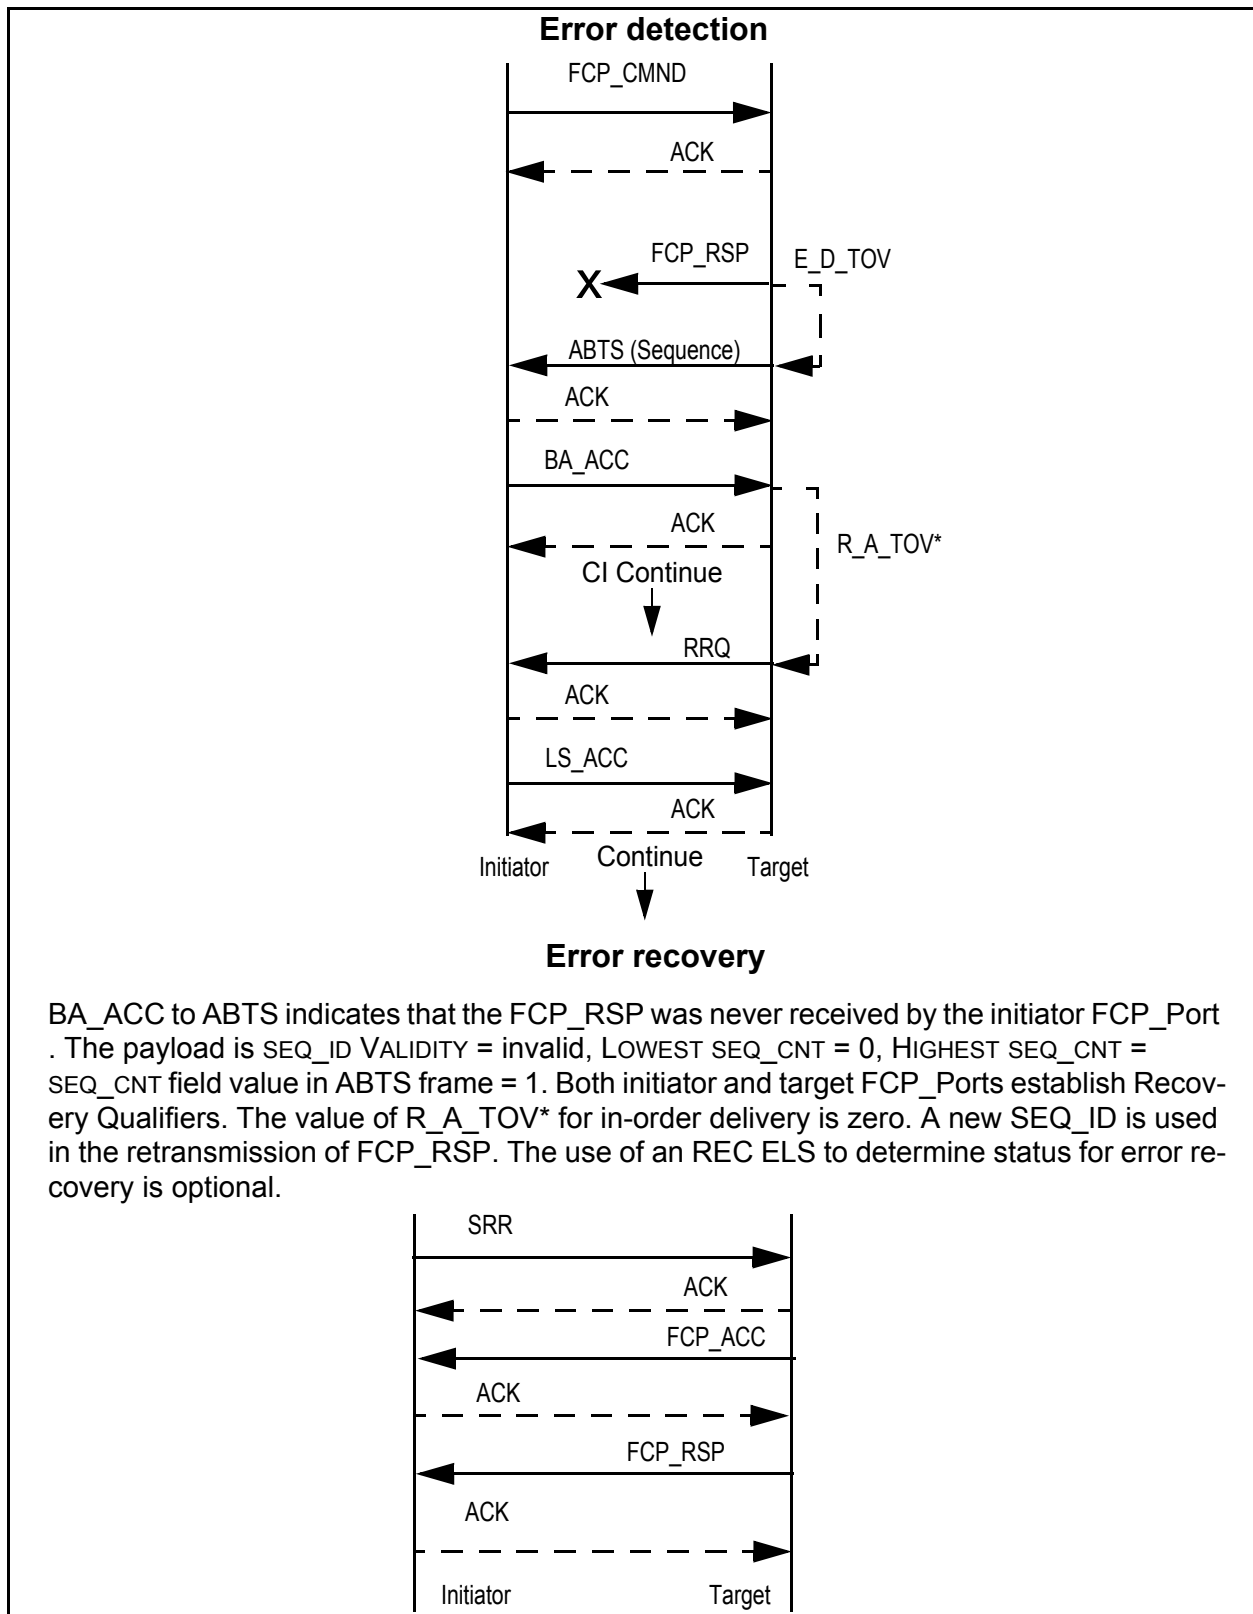 Error detection
FCP_CMND
ACK
FCP_RSP
E_D_TOV
X
ABTS (Sequence)
ACK
BA_ACC
ACK
R_A_TOV*
CI Continue
RRQ
ACK
LS_ACC
ACK
Initiator
Continue
Target
Error recovery
BA_ACC to ABTS indicates that the FCP_RSP was never received by the initiator FCP_Port
. The payload is SEQ_ID VALIDITY = invalid, LOWEST SEQ_CNT = 0, HIGHEST SEQ_CNT =
SEQ_CNT field value in ABTS frame = 1. Both initiator and target FCP_Ports establish Recov-
ery Qualifiers. The value of R_A_TOV* for in-order delivery is zero. A new SEQ_ID is used
in the retransmission of FCP_RSP. The use of an REC ELS to determine status for error re-
covery is optional.
SRR
ACK
FCP_ACC
ACK
FCP_RSP
ACK
Initiator
Target